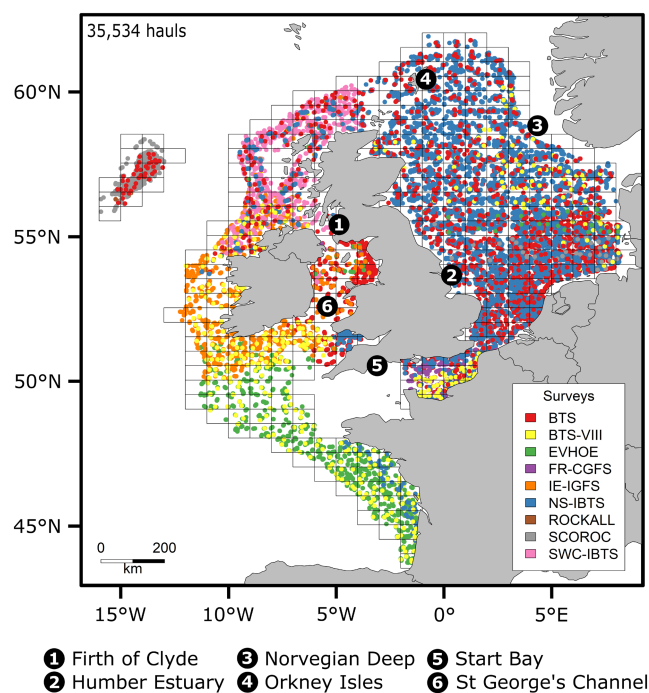 35,534 hauls
60°N
4
3
55°N
1
2
6
50°N
5
Surveys
BTS
BTS-VIII
EVHOE
FR-CGFS
IE-IGFS
NS-IBTS
ROCKALL
SCOROC
SWC-IBTS
45°N
0 200
km
15°W 10°W 5°W 0° 5°E
1 Firth of Clyde 3 Norvegian Deep 5 Start Bay
2 Humber Estuary 4 Orkney Isles 6 St George's Channel